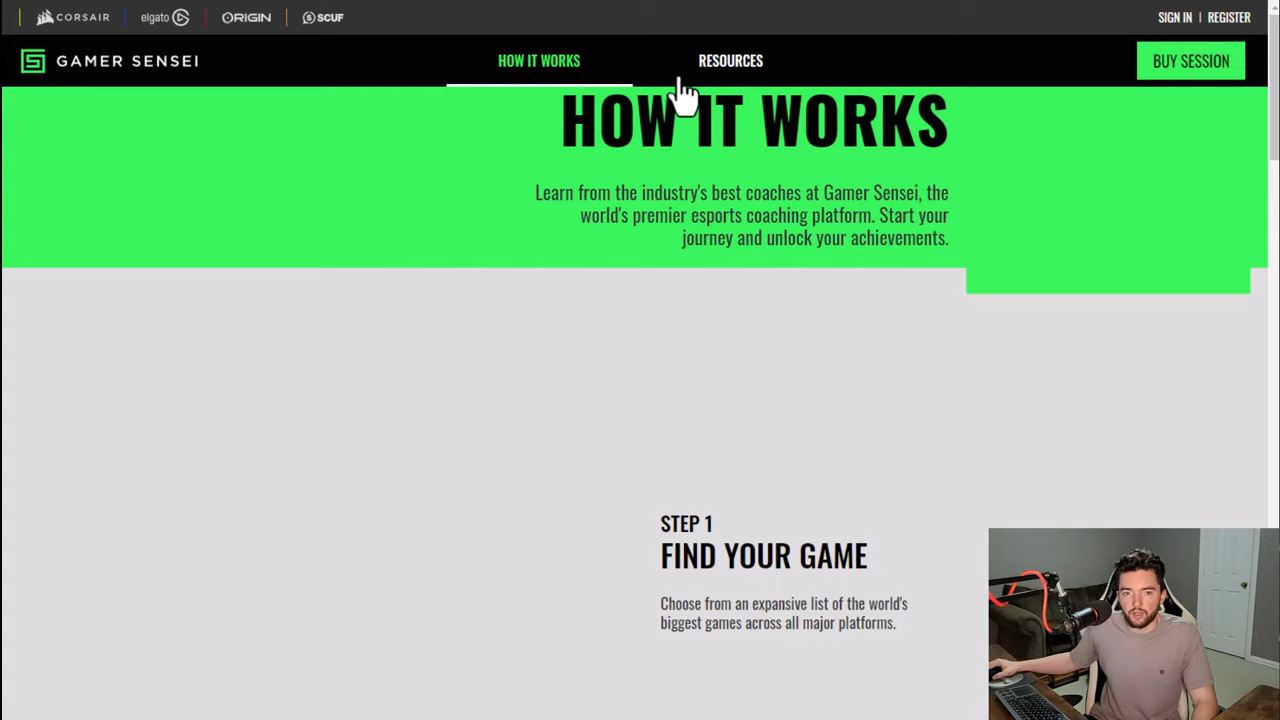 CORSAIR
elgato
ORIGIN
SCUF
SIGN IN | REGISTER
GAMER SENSEI
HOW IT WORKS
RESOURCES
BUY SESSION
HOW IT WORKS
Learn from the industry's best coaches at Gamer Sensei, the
world's premier esports coaching platform. Start your
journey and unlock your achievements.
STEP 1
FIND YOUR GAME
Choose from an expansive list of the world's
biggest games across all major platforms.